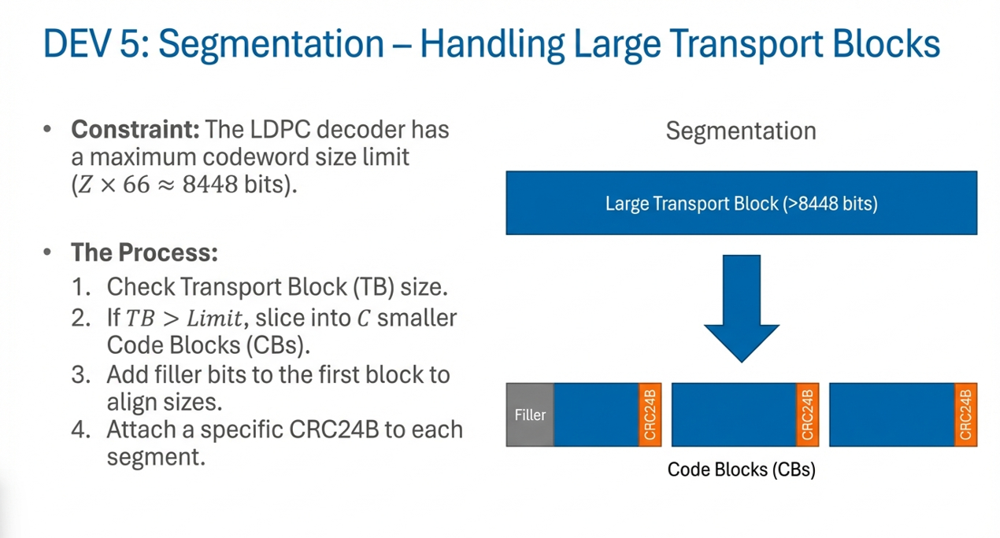 DEV 5: Segmentation – Handling Large Transport Blocks
• Constraint: The LDPC decoder has
a maximum codeword size limit
(Z × 66 ≈ 8448 bits).
• The Process:
1. Check Transport Block (TB) size.
2. If TB > Limit, slice into C smaller
Code Blocks (CBs).
3. Add filler bits to the first block to
align sizes.
4. Attach a specific CRC24B to each
segment.
Segmentation
Large Transport Block (>8448 bits)
Filler
CRC24B
CRC24B
CRC24B
Code Blocks (CBs)